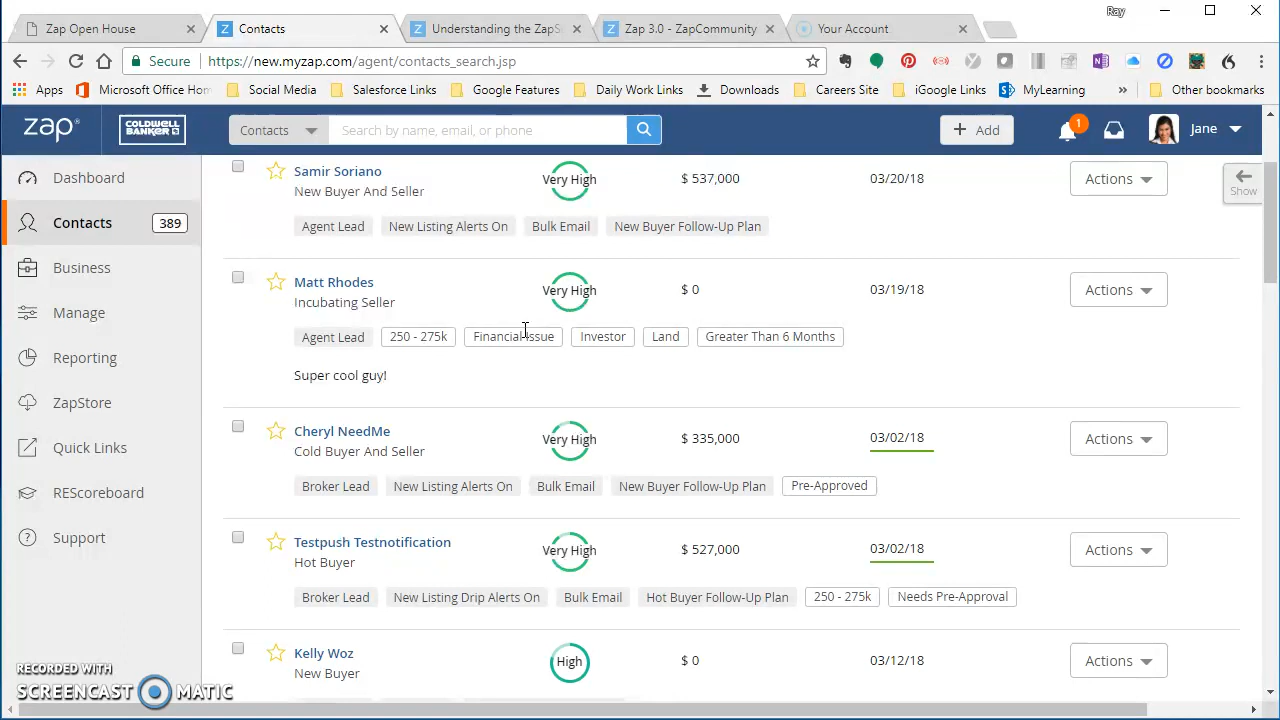 Ray
Zap Open House
Contacts
Understanding the ZapS
Zap 3.0 - ZapCommunity
Your Account
Secure
https://new.myzap.com/agent/contacts_search.jsp
Apps
Microsoft Office Hom
Social Media
Salesforce Links
Google Features
Daily Work Links
Downloads
Careers Site
iGoogle Links
MyLearning
»
Other bookmarks
zap®
COLDWELL
BANKER
Contacts
Search by name, email, or phone
+ Add
1
Jane
Dashboard
Contacts 389
Business
Manage
Reporting
ZapStore
Quick Links
REScoreboard
Support
Show
Samir Soriano
New Buyer And Seller
Very High
$ 537,000
03/20/18
Actions
Agent Lead New Listing Alerts On Bulk Email New Buyer Follow-Up Plan
Matt Rhodes
Incubating Seller
Very High
$ 0
03/19/18
Actions
Agent Lead 250 - 275k Financial Issue Investor Land Greater Than 6 Months
Super cool guy!
Cheryl NeedMe
Cold Buyer And Seller
Very High
$ 335,000
03/02/18
Actions
Broker Lead New Listing Alerts On Bulk Email New Buyer Follow-Up Plan Pre-Approved
Testpush Testnotification
Hot Buyer
Very High
$ 527,000
03/02/18
Actions
Broker Lead New Listing Drip Alerts On Bulk Email Hot Buyer Follow-Up Plan 250 - 275k Needs Pre-Approval
Kelly Woz
New Buyer
High
$ 0
03/12/18
Actions
RECORDED WITH
SCREENCAST MATIC